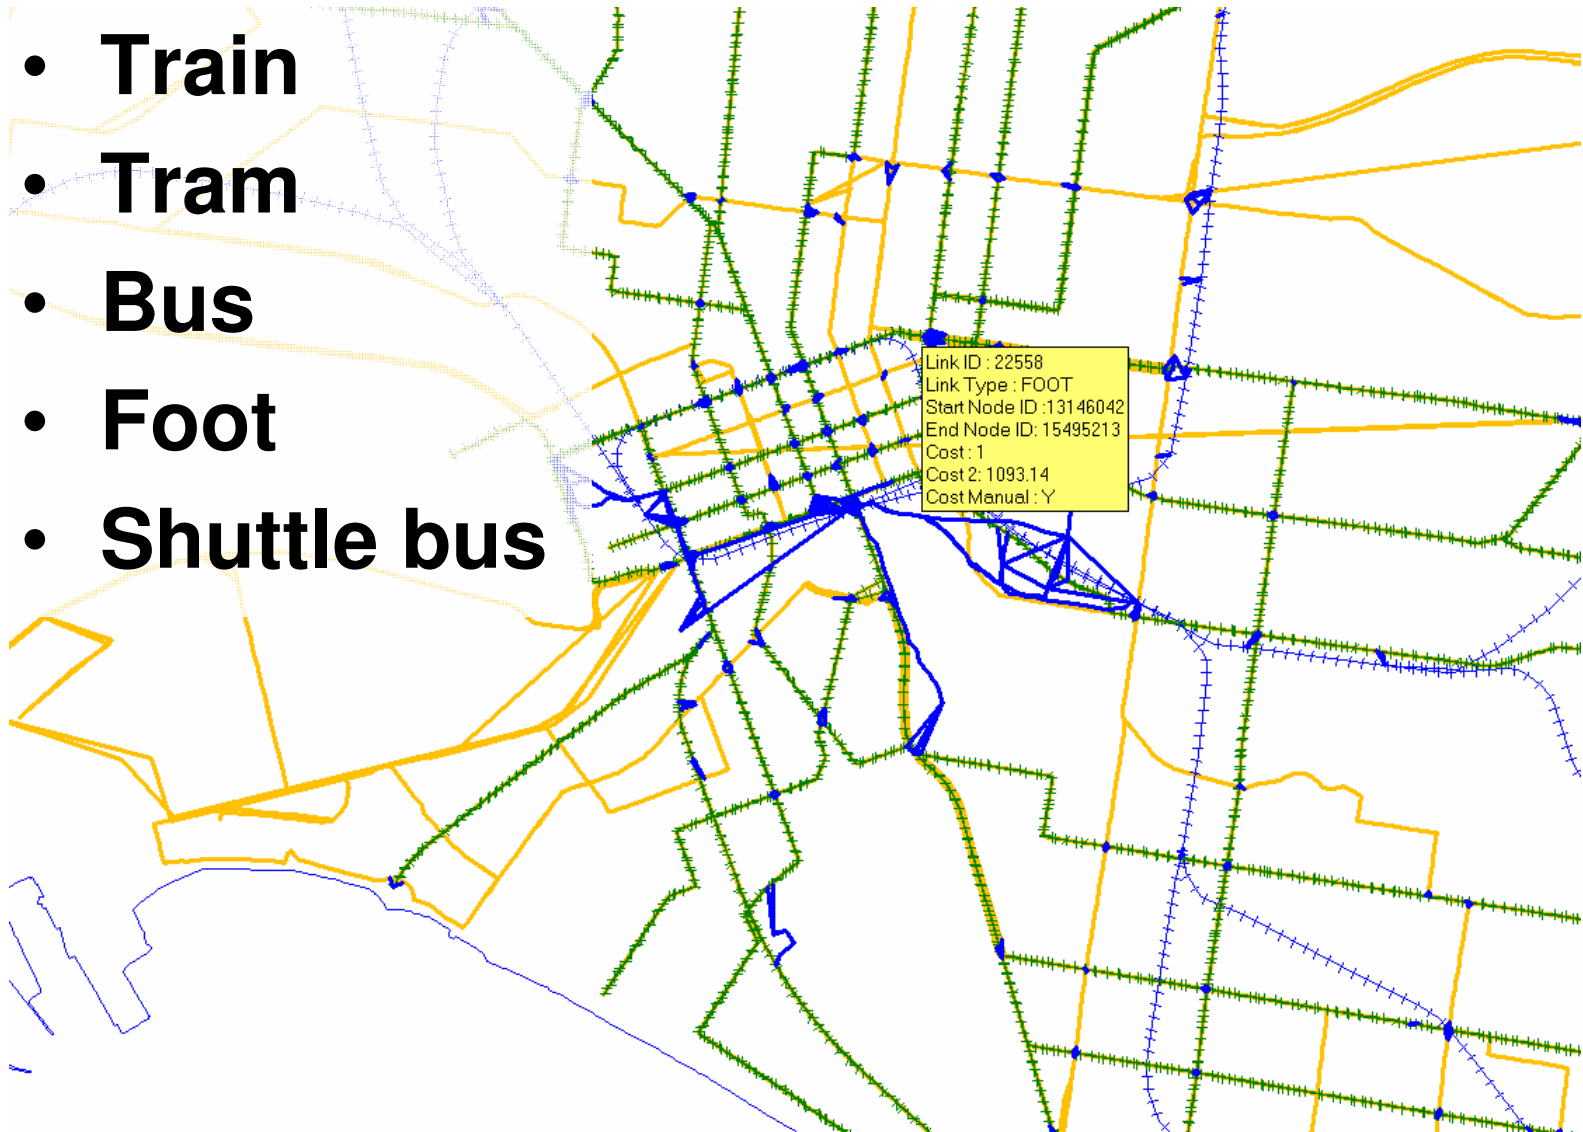 • Train
• Tram
• Bus
• Foot
• Shuttle bus
Link ID : 22558
Link Type : FOOT
Start Node ID :13146042
End Node ID: 15495213
Cost : 1
Cost 2: 1093.14
Cost Manual : Y